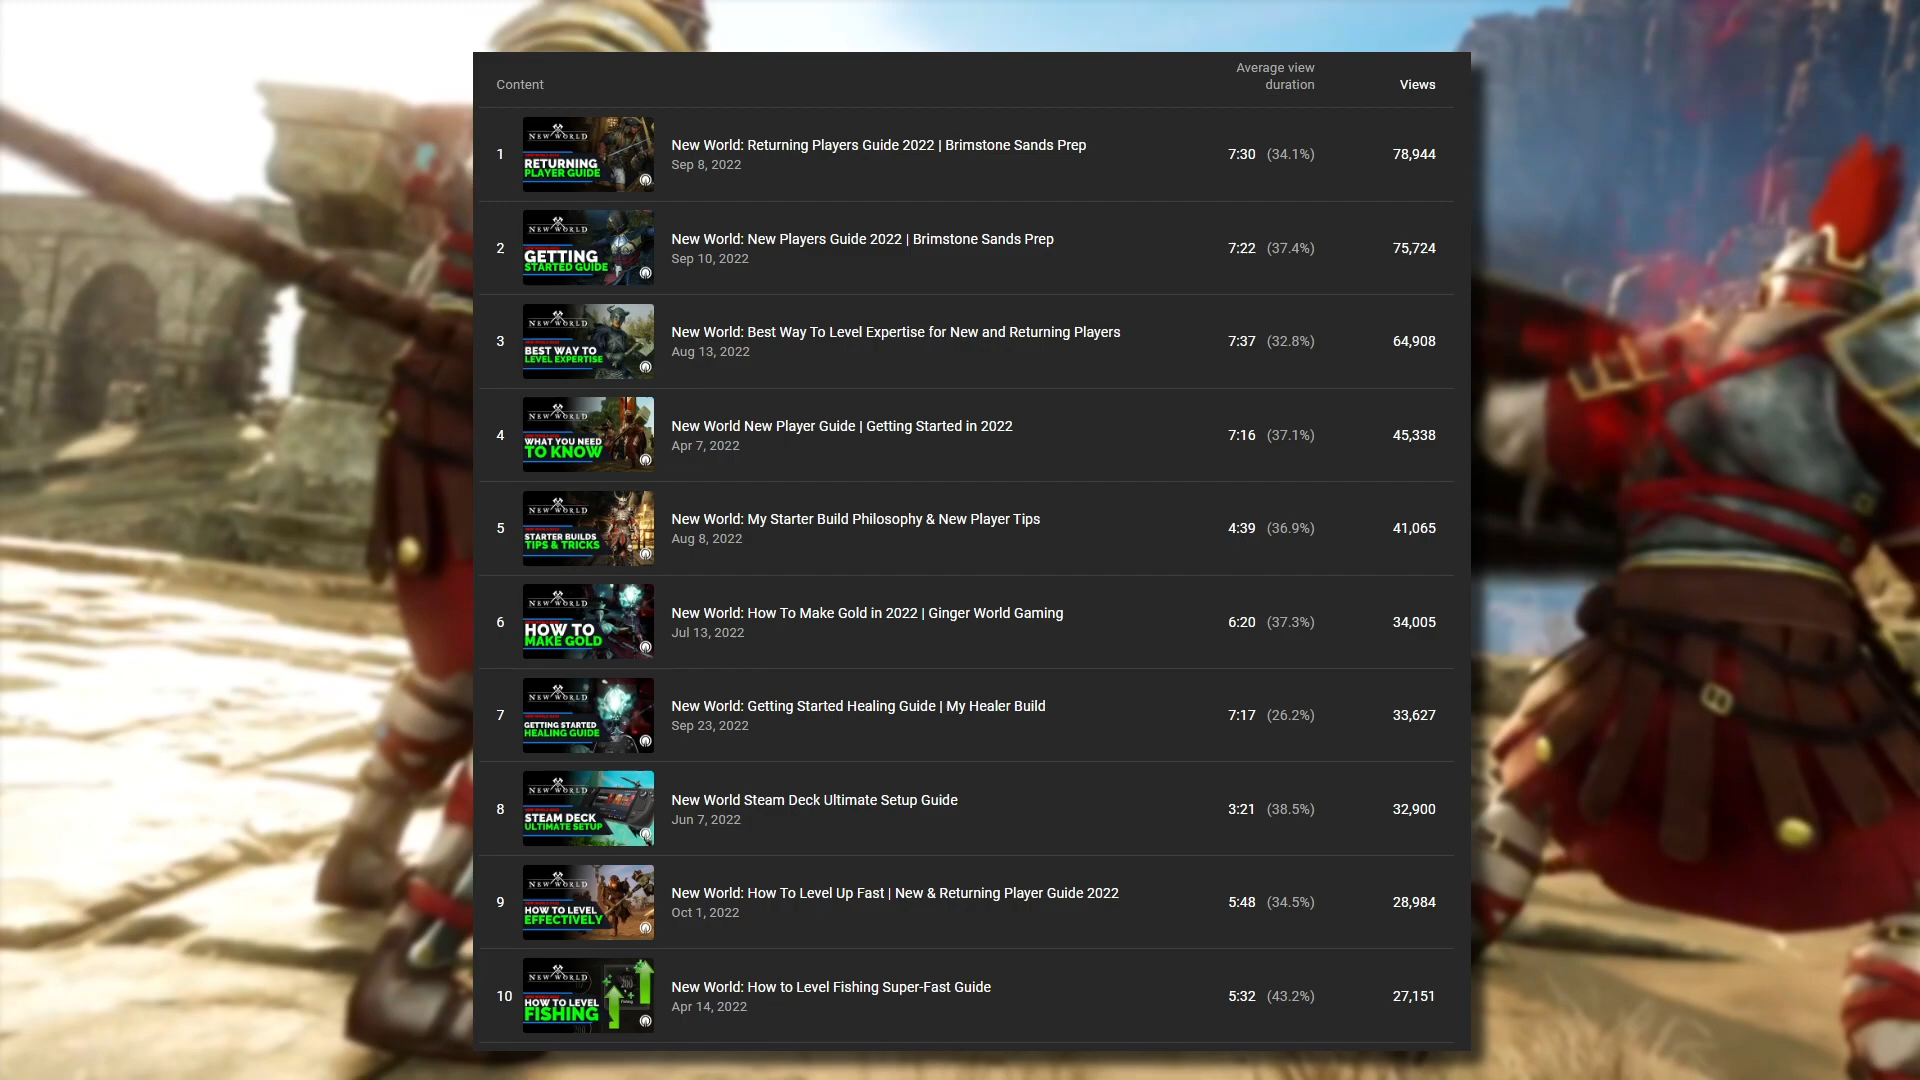 Content
Average view
duration
Views
1
NEW WORLD
RETURNING
PLAYER GUIDE
New World: Returning Players Guide 2022 | Brimstone Sands Prep
Sep 8, 2022
7:30 (34.1%)
78,944
2
NEW WORLD
GETTING
STARTED GUIDE
New World: New Players Guide 2022 | Brimstone Sands Prep
Sep 10, 2022
7:22 (37.4%)
75,724
3
NEW WORLD
BEST WAY TO
LEVEL EXPERTISE
New World: Best Way To Level Expertise for New and Returning Players
Aug 13, 2022
7:37 (32.8%)
64,908
4
NEW WORLD
WHAT YOU NEED
TO KNOW
New World New Player Guide | Getting Started in 2022
Apr 7, 2022
7:16 (37.1%)
45,338
5
NEW WORLD
STARTER BUILDS
TIPS & TRICKS
New World: My Starter Build Philosophy & New Player Tips
Aug 8, 2022
4:39 (36.9%)
41,065
6
NEW WORLD
HOW TO
MAKE GOLD
New World: How To Make Gold in 2022 | Ginger World Gaming
Jul 13, 2022
6:20 (37.3%)
34,005
7
NEW WORLD
GETTING STARTED
HEALING GUIDE
New World: Getting Started Healing Guide | My Healer Build
Sep 23, 2022
7:17 (26.2%)
33,627
8
NEW WORLD
STEAM DECK
ULTIMATE SETUP
New World Steam Deck Ultimate Setup Guide
Jun 7, 2022
3:21 (38.5%)
32,900
9
NEW WORLD
HOW TO LEVEL
EFFECTIVELY
New World: How To Level Up Fast | New & Returning Player Guide 2022
Oct 1, 2022
5:48 (34.5%)
28,984
10
NEW WORLD
HOW TO LEVEL
FISHING
200
New World: How to Level Fishing Super-Fast Guide
Apr 14, 2022
5:32 (43.2%)
27,151